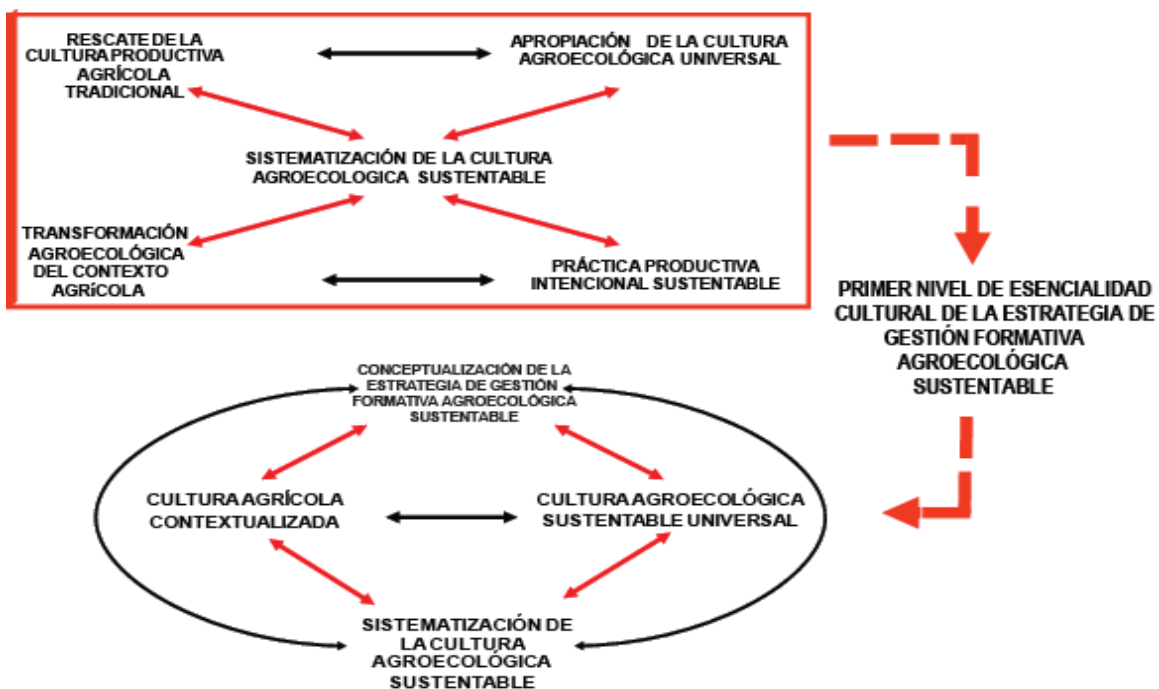 RESCATE DE LA
CULTURA PRODUCTIVA
AGRÍCOLA
TRADICIONAL
APROPIACIÓN DE LA CULTURA
AGROECOLÓGICA UNIVERSAL
SISTEMATIZACIÓN DE LA CULTURA
AGROECOLOGICA SUSTENTABLE
TRANSFORMACIÓN
AGROECOLÓGICA
DEL CONTEXTO
AGRíCOLA
PRÁCTICA PRODUCTIVA
INTENCIONAL SUSTENTABLE
PRIMER NIVEL DE ESENCIALIDAD
CULTURAL DE LA ESTRATEGIA DE
GESTIÓN FORMATIVA
AGROECOLÓGICA
SUSTENTABLE
CONCEPTUALIZACIÓN DE LA
ESTRATEGIA DE GESTIÓN
FORMATIVA AGROECOLÓGICA
SUSTENTABLE
CULTURA AGRÍCOLA
CONTEXTUALIZADA
CULTURA AGROECOLÓGICA
SUSTENTABLE UNIVERSAL
SISTEMATIZACIÓN DE
LA CULTURA
AGROECOLÓGICA
SUSTENTABLE